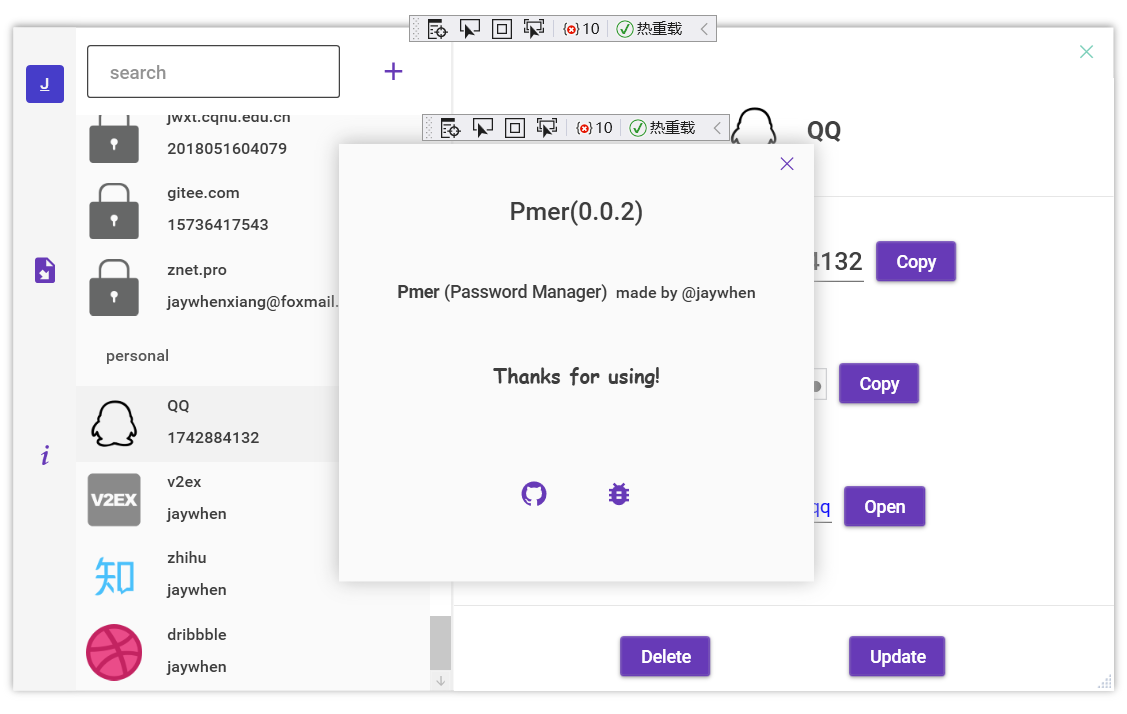 10 热重载
J
search
+
jwxt.cqnu.edu.cn
2018051604079
10 热重载
QQ
gitee.com
15736417543
znet.pro
jaywhenxiang@foxmail.
personal
QQ
1742884132
V2EX
v2ex
jaywhen
知
zhihu
jaywhen
dribbble
jaywhen
i
Pmer(0.0.2)
Pmer (Password Manager) made by @jaywhen
Thanks for using!
4132
Copy
Copy
qq
Open
Delete
Update